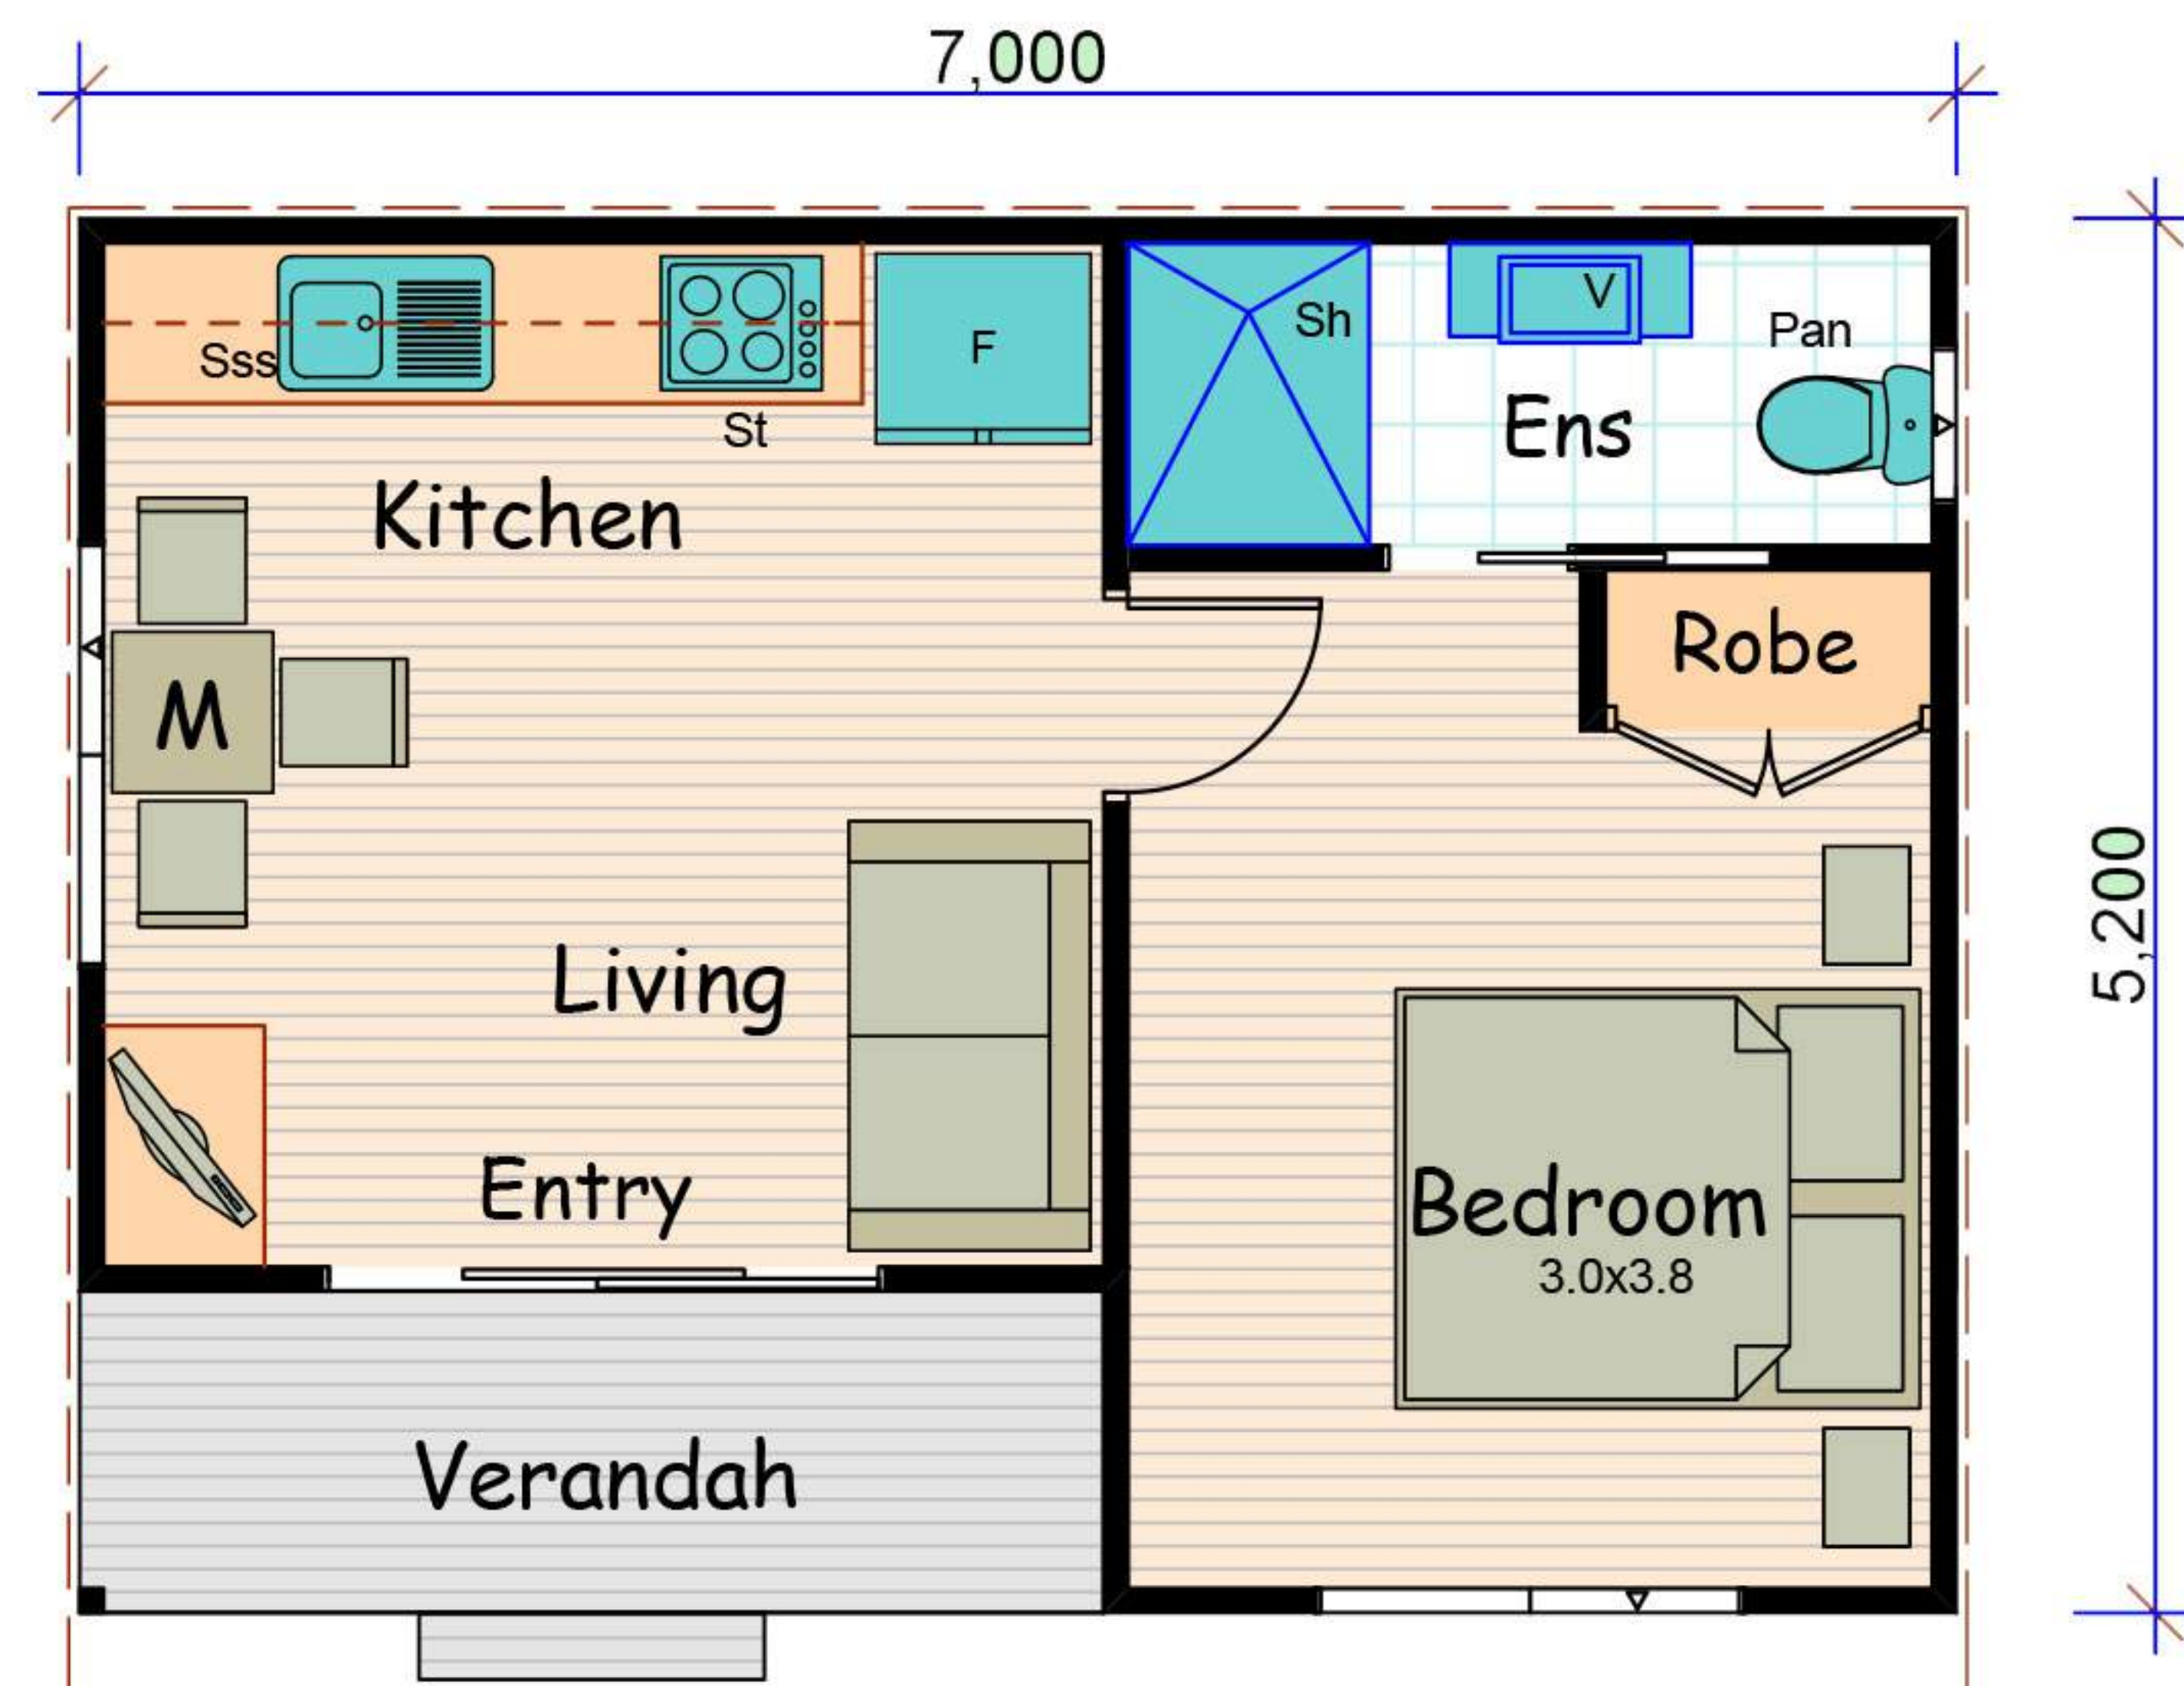 7,000
Sss
St
F
Sh
V
Pan
Ens
Kitchen
Robe
M
5,200
Living
Entry
Bedroom
3.0x3.8
Verandah